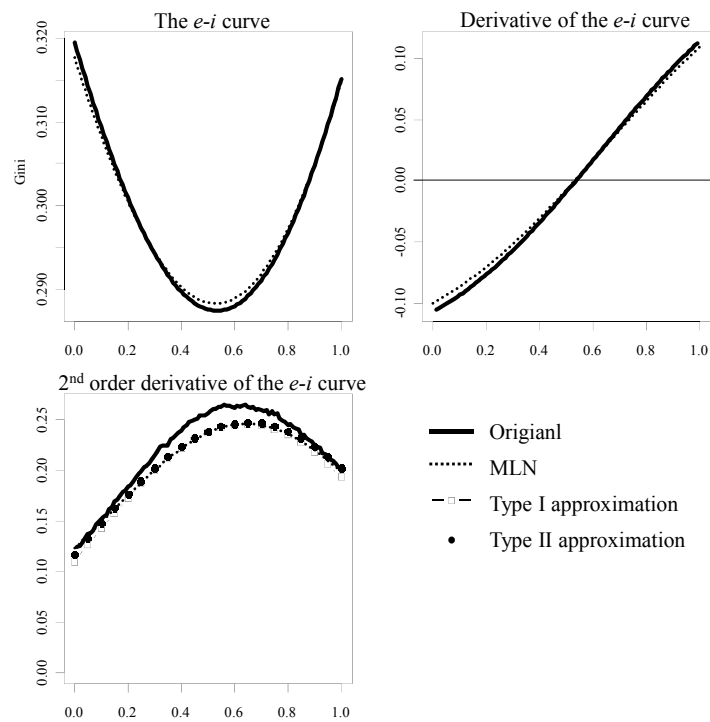 The e-i curve
Gini
0.320
0.310
0.300
0.290
0.0 0.2 0.4 0.6 0.8 1.0
Derivative of the e-i curve
0.10
0.05
0.00
-0.05
-0.10
0.0 0.2 0.4 0.6 0.8 1.0
2nd order derivative of the e-i curve
0.25
0.20
0.15
0.10
0.05
0.00
0.0 0.2 0.4 0.6 0.8 1.0
Origianl
MLN
Type I approximation
Type II approximation